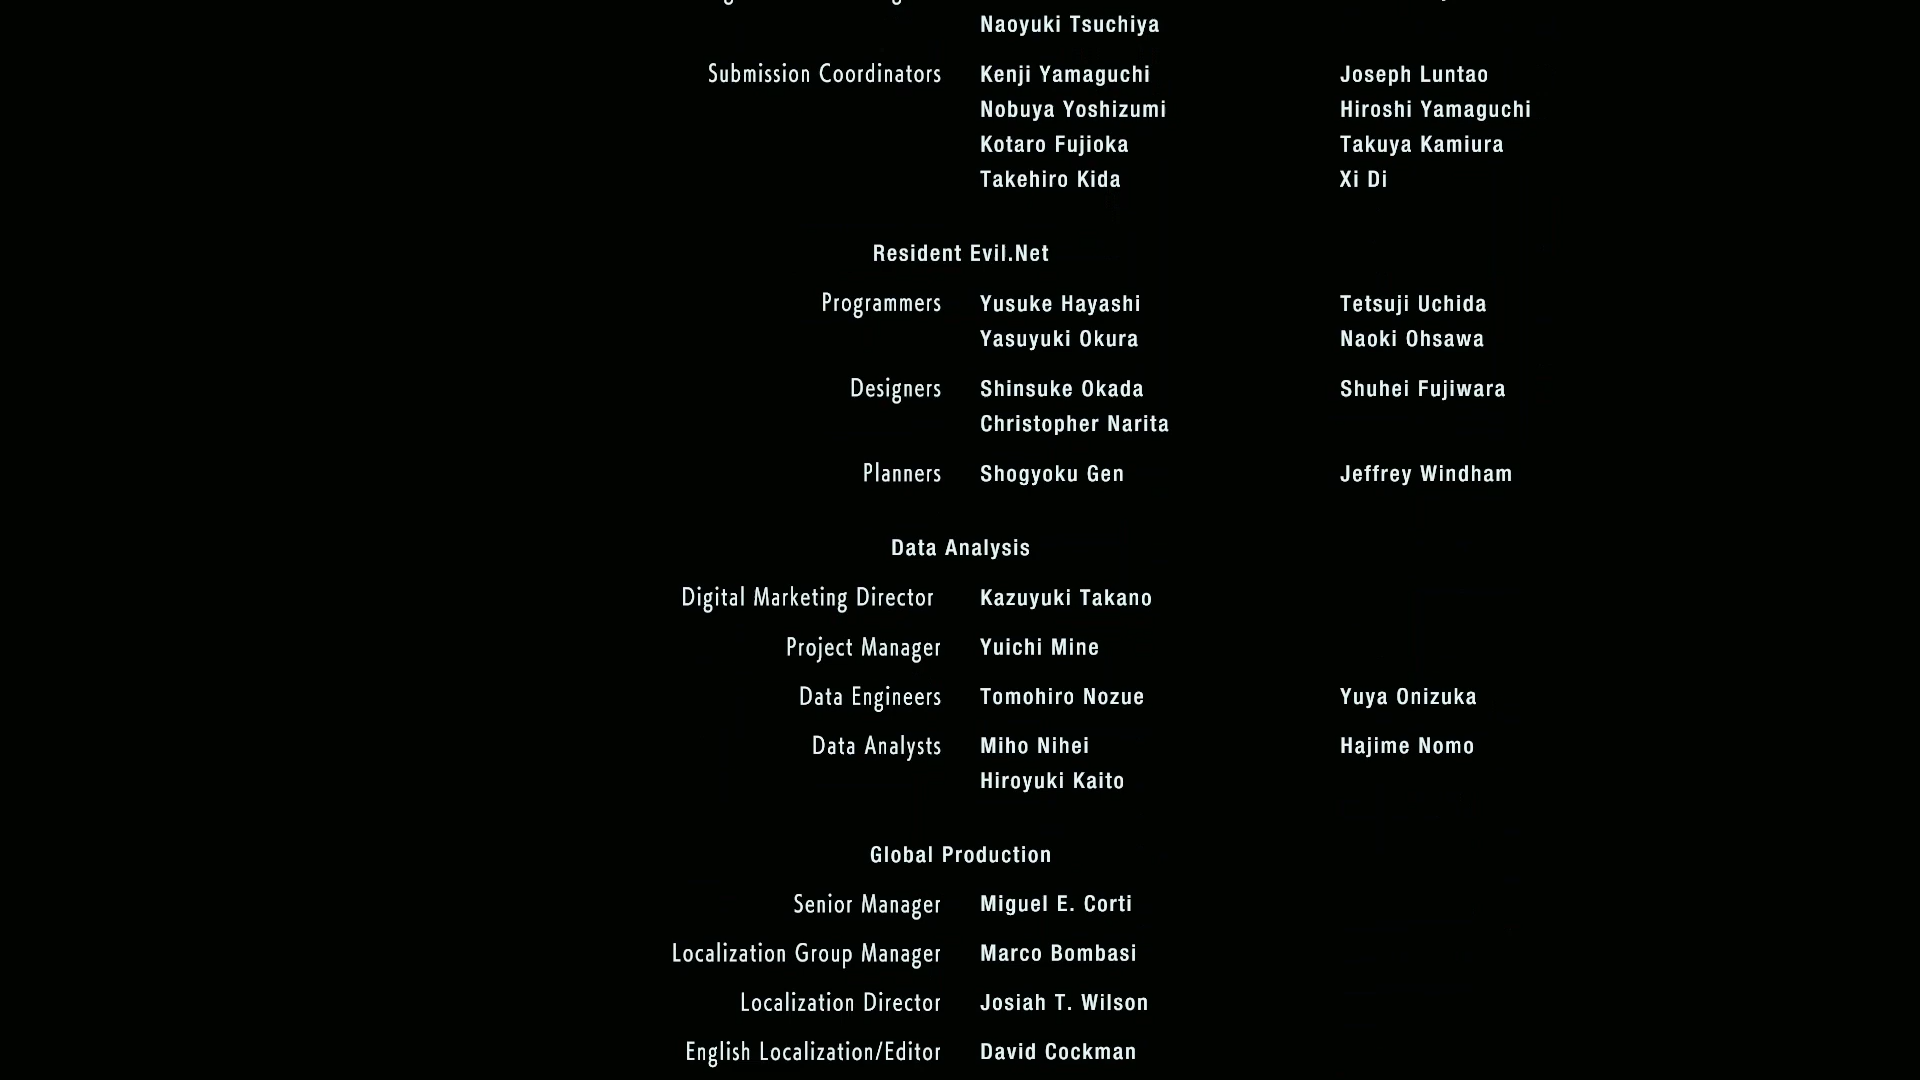 Naoyuki Tsuchiya
Submission Coordinators Kenji Yamaguchi Joseph Luntao
Nobuya Yoshizumi Hiroshi Yamaguchi
Kotaro Fujioka Takuya Kamiura
Takehiro Kida Xi Di
Resident Evil.Net
Programmers Yusuke Hayashi Tetsuji Uchida
Yasuyuki Okura Naoki Ohsawa
Designers Shinsuke Okada Shuhei Fujiwara
Christopher Narita
Planners Shogyoku Gen Jeffrey Windham
Data Analysis
Digital Marketing Director Kazuyuki Takano
Project Manager Yuichi Mine
Data Engineers Tomohiro Nozue Yuya Onizuka
Data Analysts Miho Nihei Hajime Nomo
Hiroyuki Kaito
Global Production
Senior Manager Miguel E. Corti
Localization Group Manager Marco Bombasi
Localization Director Josiah T. Wilson
English Localization/Editor David Cockman